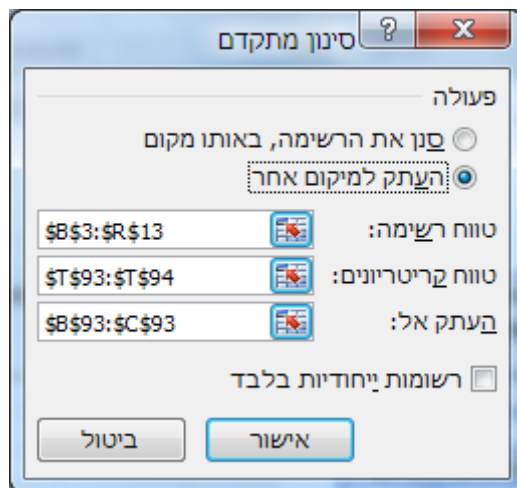 סינון מתקדם
פעולה
סנן את הרשימה, באותו מקום
העתק למיקום אחר
טווח רשימה: $B$3:$R$13
טווח קריטריונים: $T$93:$T$94
העתק אל: $B$93:$C$93
רשומות ייחודיות בלבד
אישור ביטול